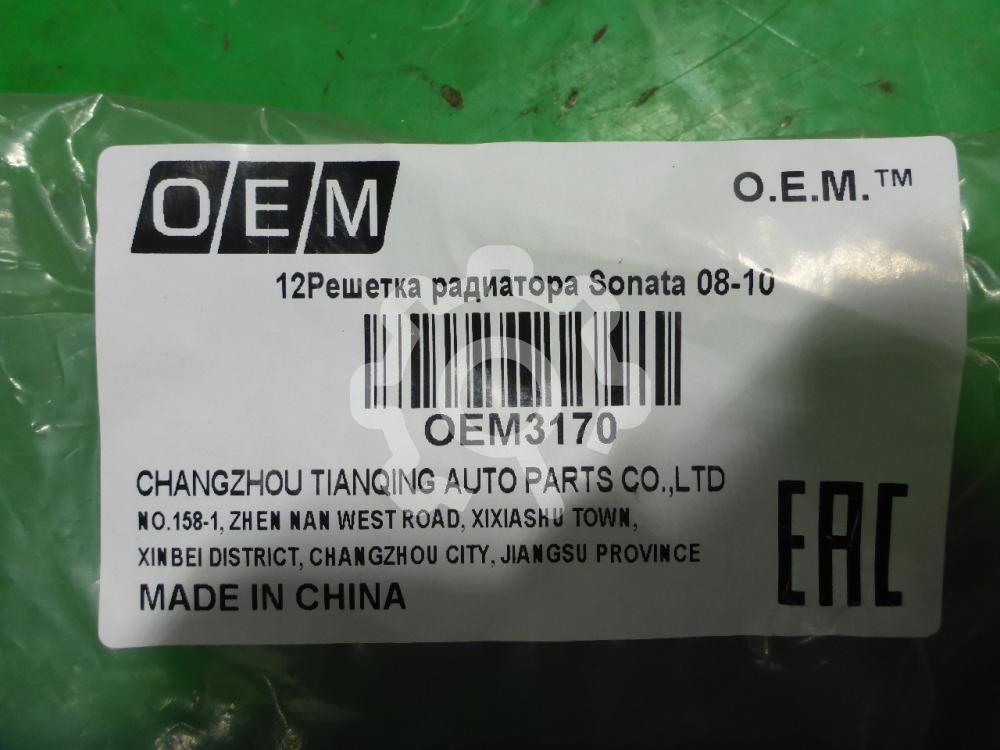 O/E/M
O.E.M.™
12Решетка радиатора Sonata 08-10
OEM3170
CHANGZHOU TIANQING AUTO PARTS CO.,LTD
NO.158-1, ZHEN NAN WEST ROAD, XIXIASHU TOWN,
XINBEI DISTRICT, CHANGZHOU CITY, JIANGSU PROVINCE
MADE IN CHINA
EAC